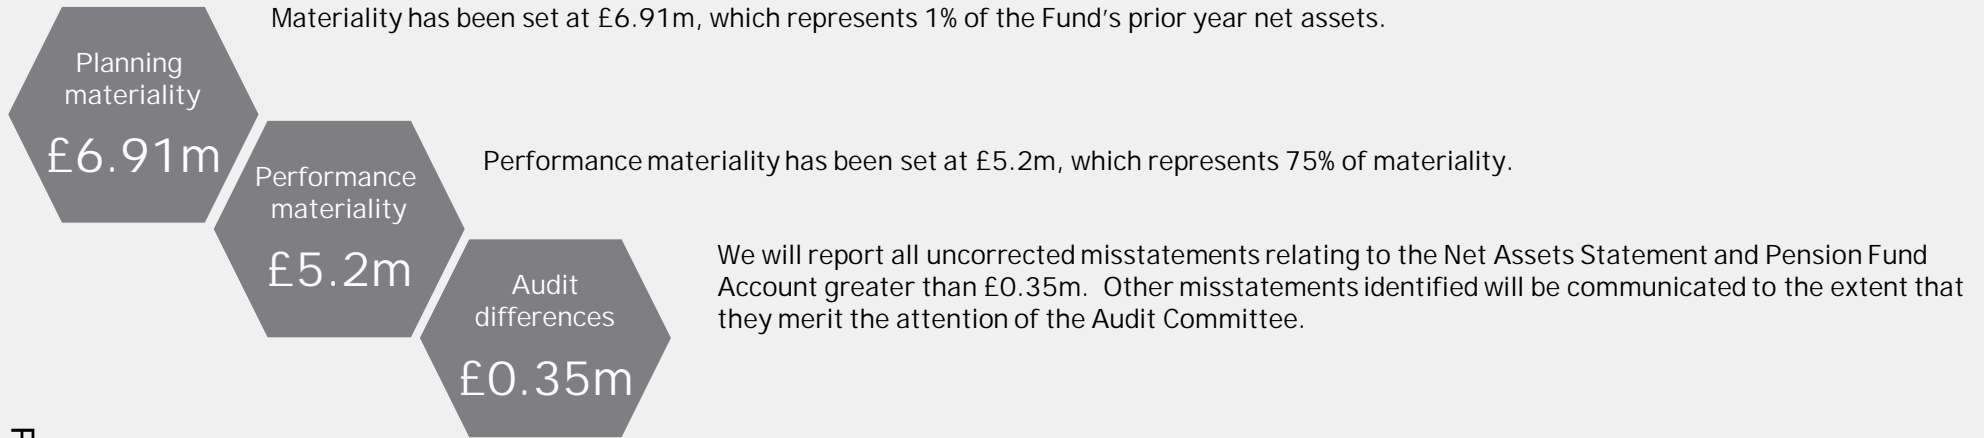 Materiality has been set at £6.91m, which represents 1% of the Fund's prior year net assets.
Planning
materiality
£6.91m
Performance materiality has been set at £5.2m, which represents 75% of materiality.
Performance
materiality
£5.2m
We will report all uncorrected misstatements relating to the Net Assets Statement and Pension Fund
Account greater than £0.35m.  Other misstatements identified will be communicated to the extent that
they merit the attention of the Audit Committee.
Audit
differences
£0.35m